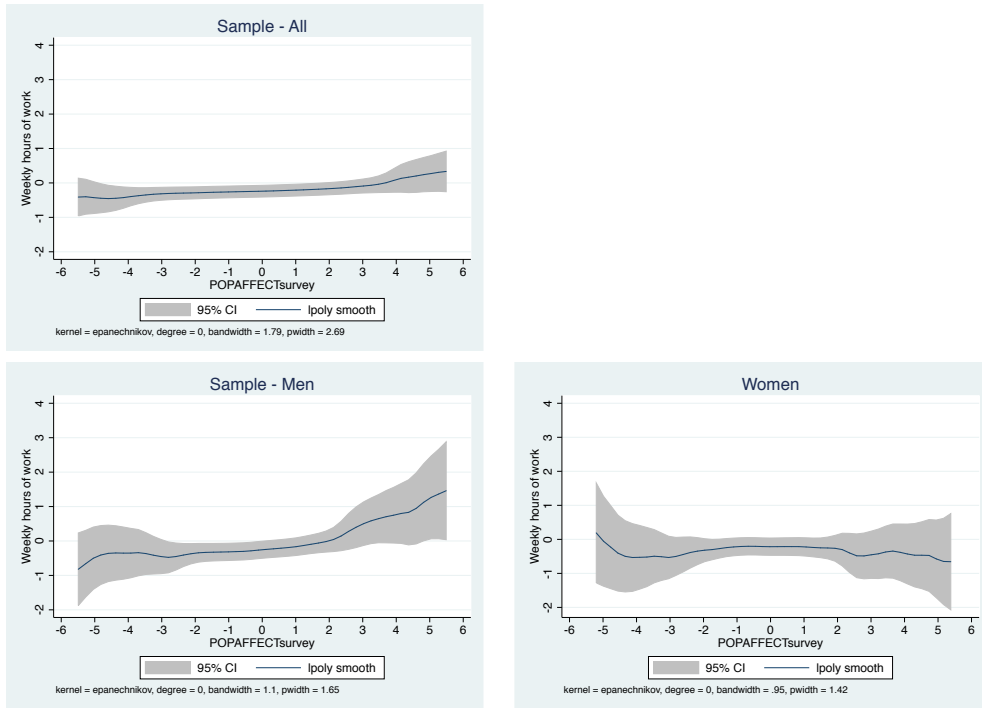 Sample - All
Weekly hours of work
4
3
2
1
0
-1
-2
-6 -5 -4 -3 -2 -1 0 1 2 3 4 5 6
POPAFFECTsurvey
95% CI lpoly smooth
kernel = epanechnikov, degree = 0, bandwidth = 1.79, pwidth = 2.69
Sample - Men
Weekly hours of work
4
3
2
1
0
-1
-2
-6 -5 -4 -3 -2 -1 0 1 2 3 4 5 6
POPAFFECTsurvey
95% CI lpoly smooth
kernel = epanechnikov, degree = 0, bandwidth = 1.1, pwidth = 1.65
Women
Weekly hours of work
4
3
2
1
0
-1
-2
-6 -5 -4 -3 -2 -1 0 1 2 3 4 5 6
POPAFFECTsurvey
95% CI lpoly smooth
kernel = epanechnikov, degree = 0, bandwidth = .95, pwidth = 1.42